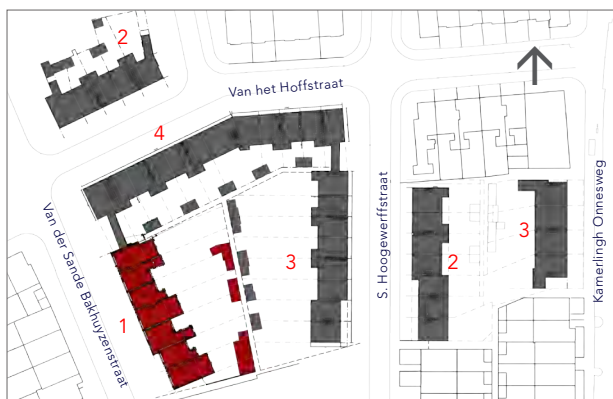 2
Van het Hoffstraat
4
Van der Sande Bakhuyzenstraat
1
3
S. Hoogewerffstraat
2
3
Kamerlingh Onnesweg